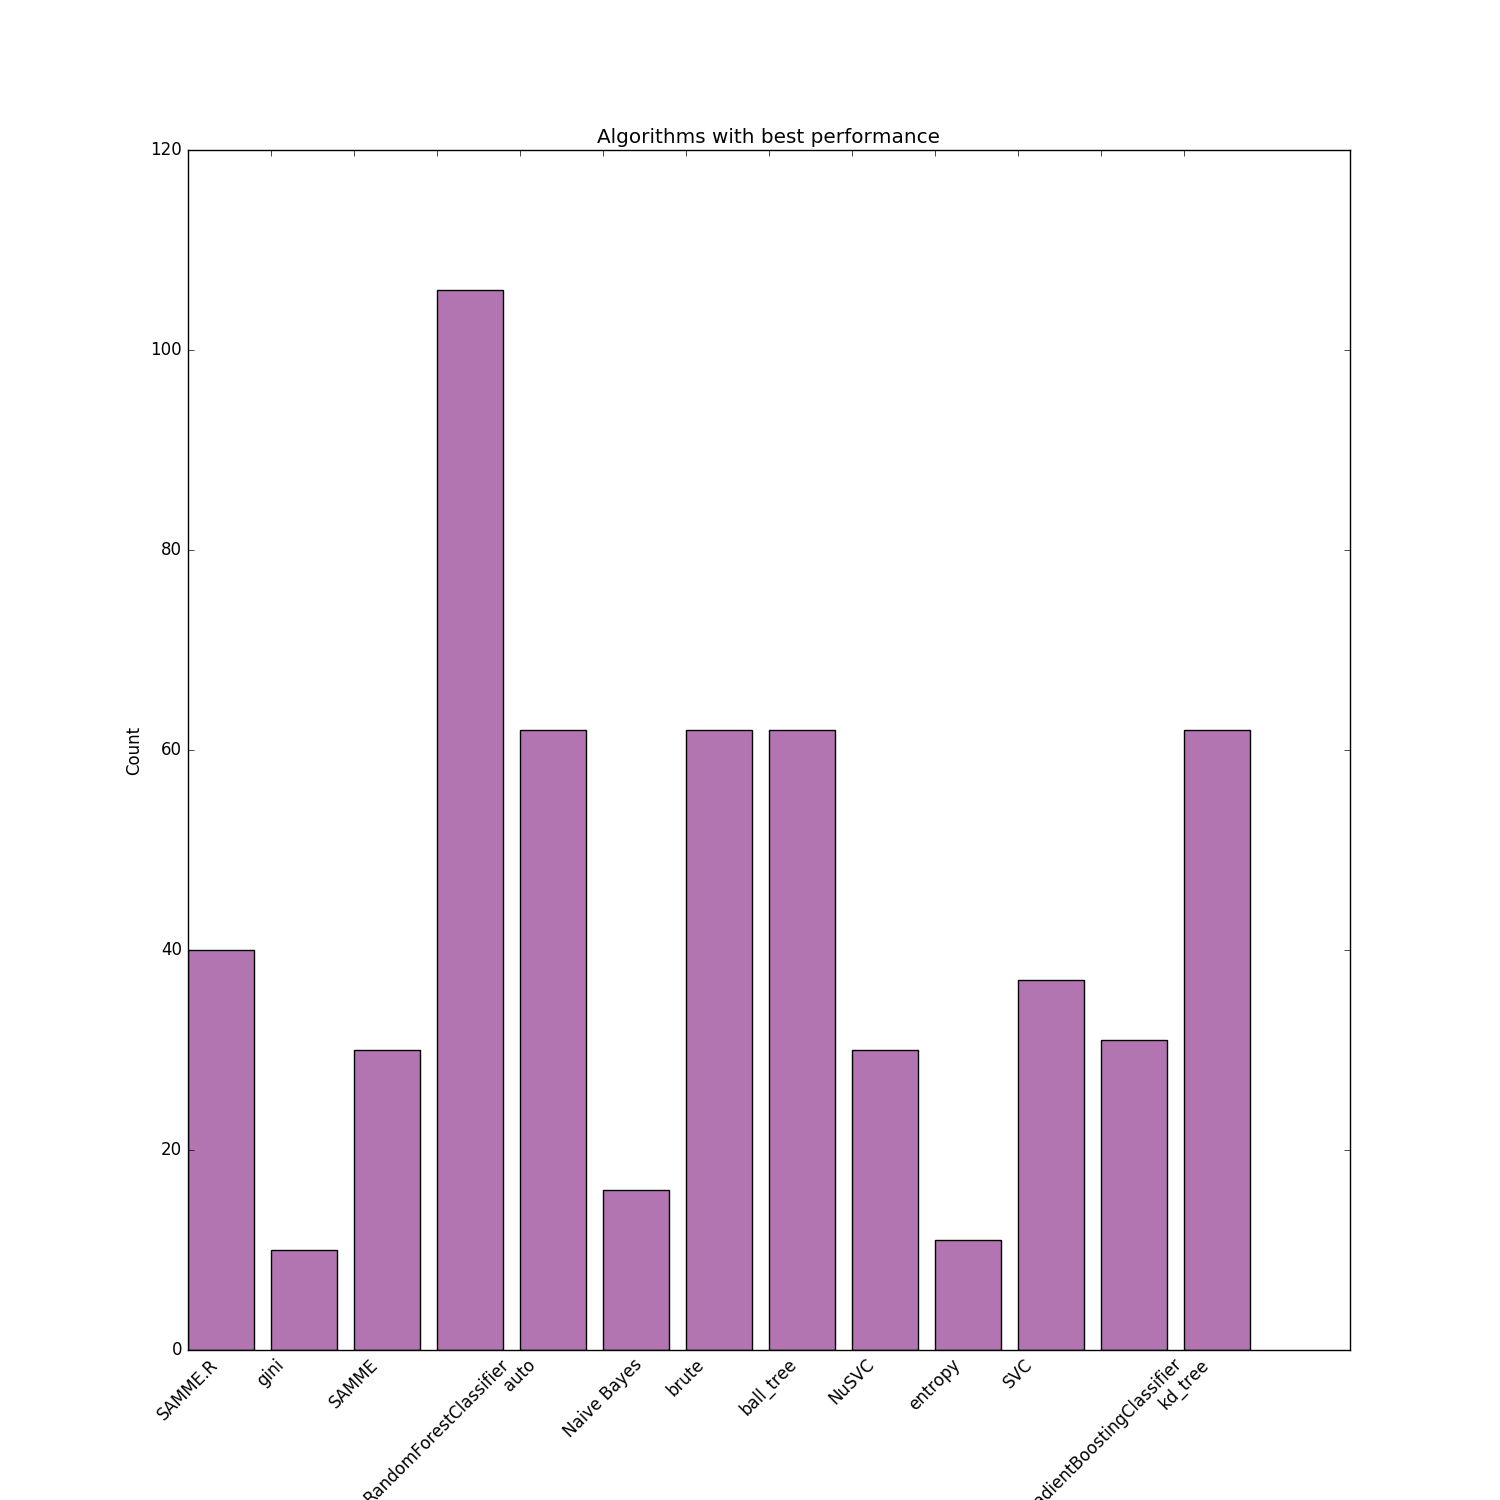 Algorithms with best performance
120
100
80
60
40
20
0
Count
SAMME.R
gini
SAMME
RandomForestClassifier
auto
Naive Bayes
brute
ball_tree
NuSVC
entropy
SVC
adientBoostingClassifier
kd_tree